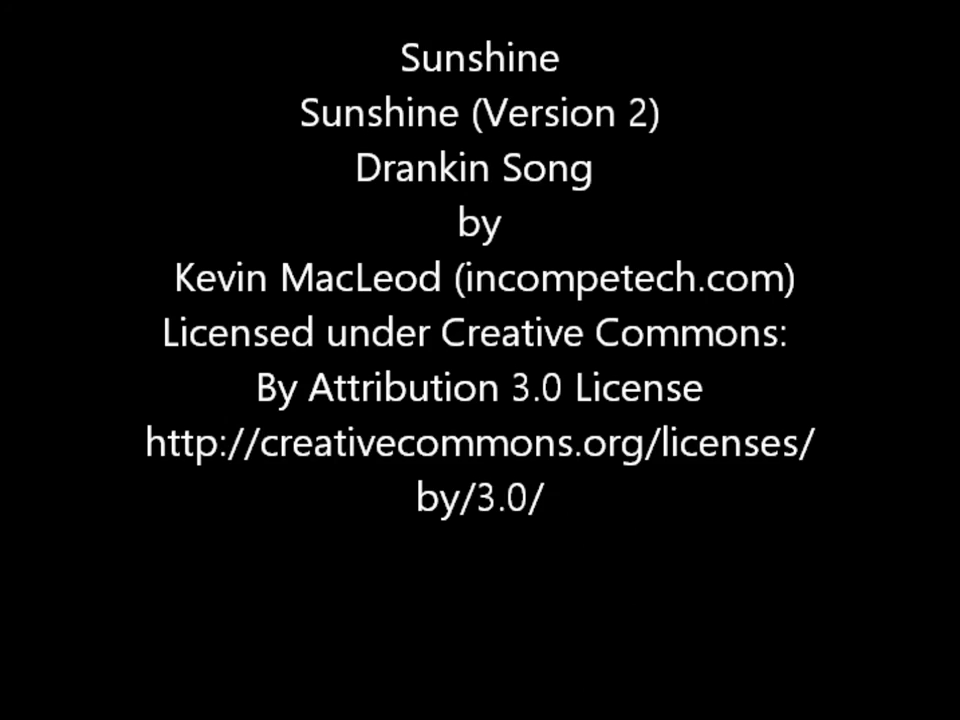 Sunshine
Sunshine (Version 2)
Drankin Song
by
Kevin MacLeod (incompetech.com)
Licensed under Creative Commons:
By Attribution 3.0 License
http://creativecommons.org/licenses/
by/3.0/